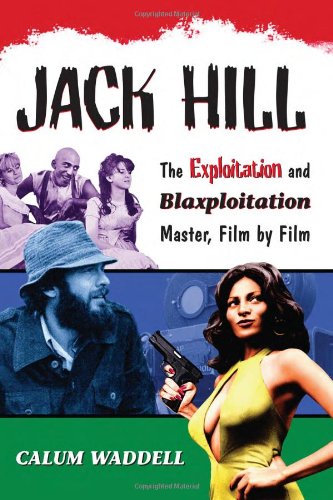 JACK HILL
The Exploitation and
Blaxploitation
Master, Film by Film
CALUM WADDELL